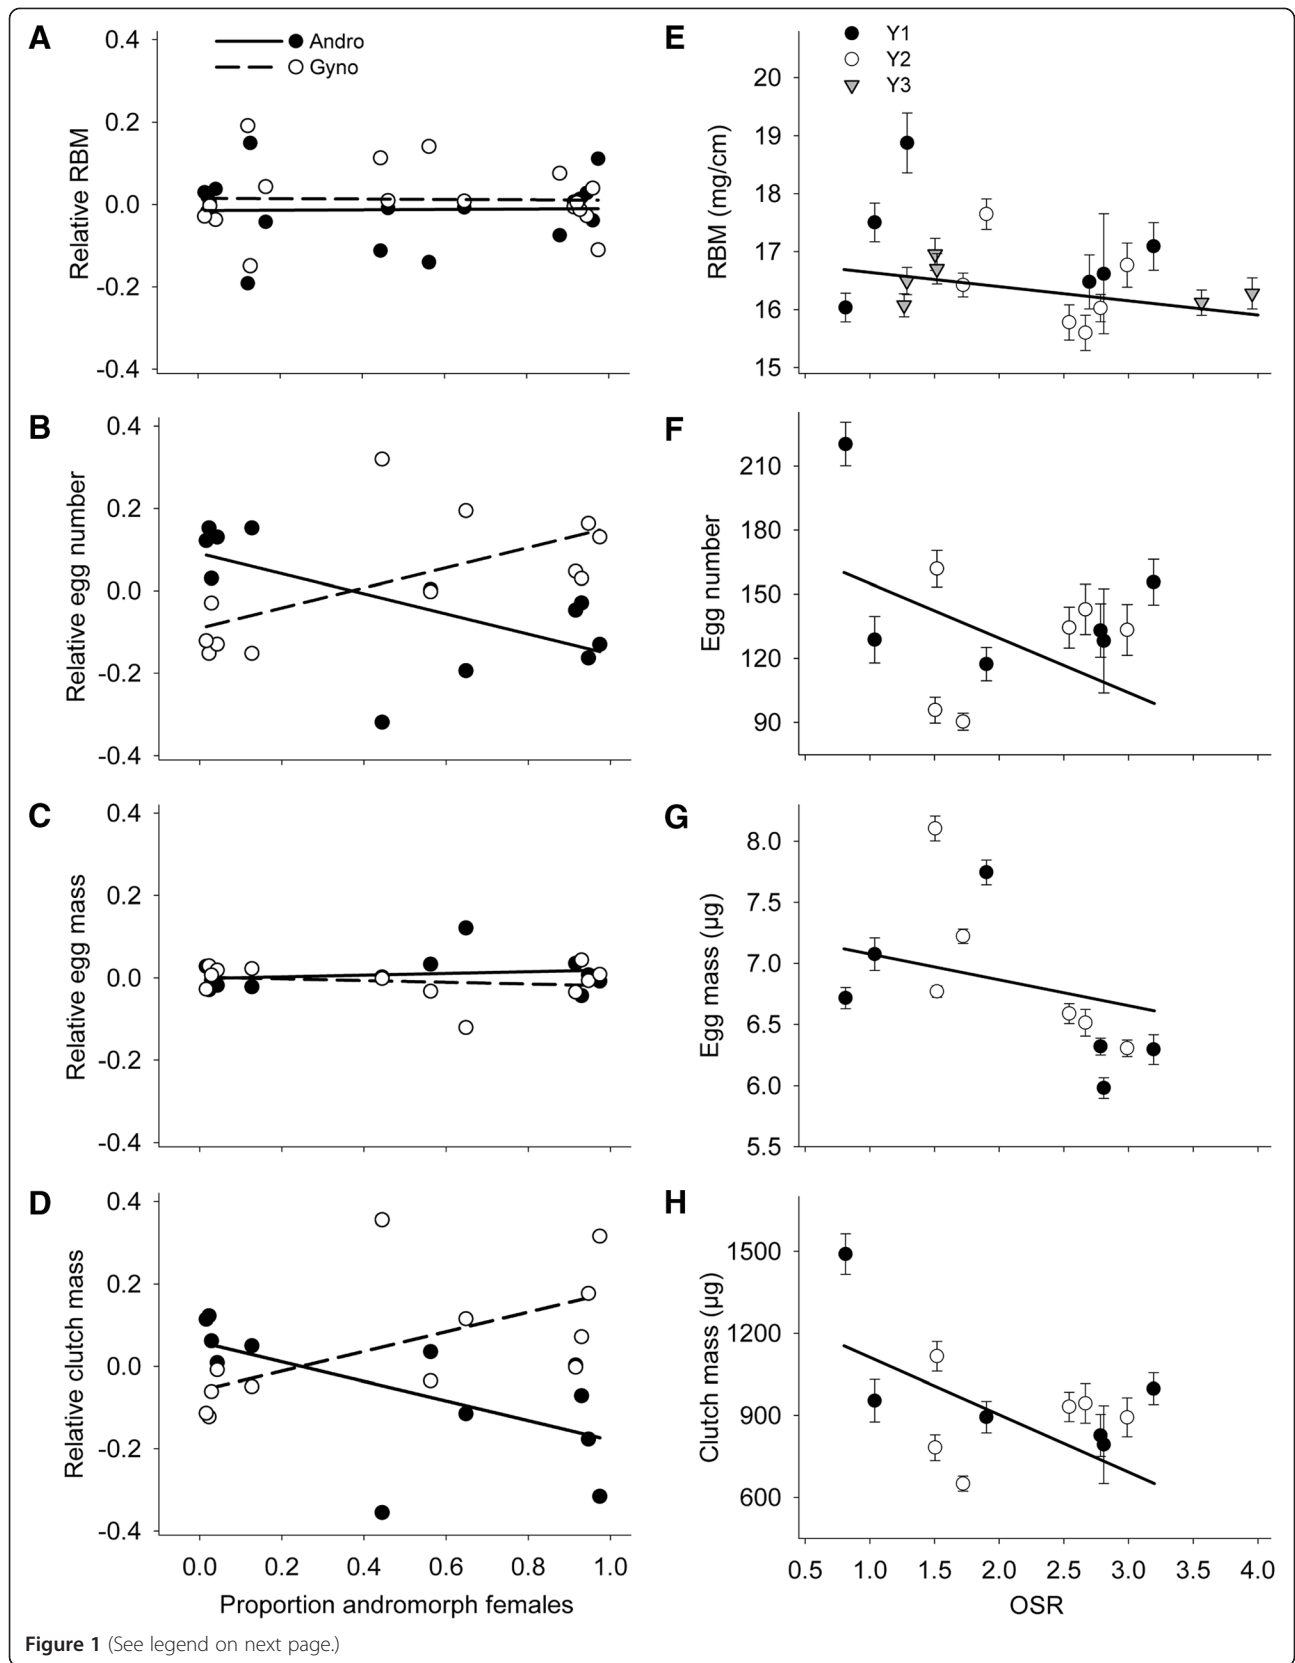 A
0.4
0.2
0.0
-0.2
-0.4
Relative RBM
Andro
Gyno
B
0.4
0.2
0.0
-0.2
-0.4
Relative egg number
C
0.4
0.2
0.0
-0.2
-0.4
Relative egg mass
D
0.4
0.2
0.0
-0.2
-0.4
Relative clutch mass
0.0 0.2 0.4 0.6 0.8 1.0
Proportion andromorph females
E
Y1
Y2
Y3
20
19
18
17
16
15
RBM (mg/cm)
F
210
180
150
120
90
Egg number
G
8.0
7.5
7.0
6.5
6.0
5.5
Egg mass (µg)
H
1500
1200
900
600
Clutch mass (µg)
0.5 1.0 1.5 2.0 2.5 3.0 3.5 4.0
OSR
Figure 1 (See legend on next page.)